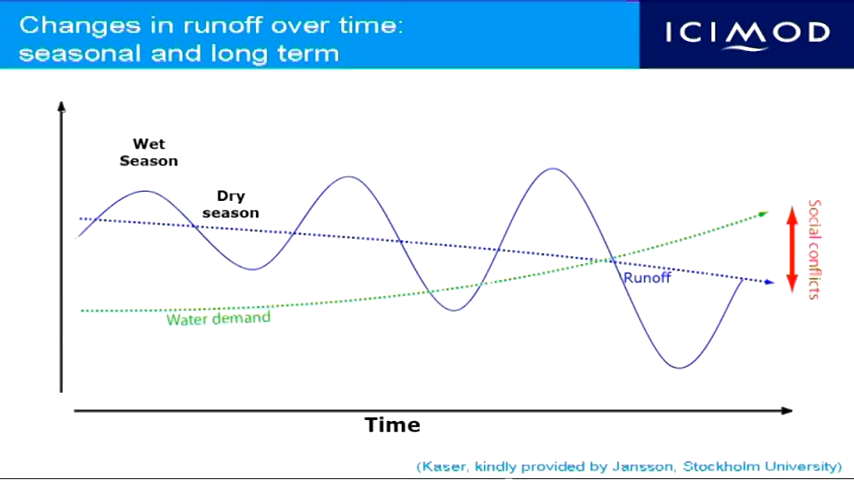 Changes in runoff over time:
seasonal and long term
ICIMOD
Wet
Season
Dry
season
Social conflicts
Runoff
Water demand
Time
(Kaser, kindly provided by Jansson, Stockholm University)